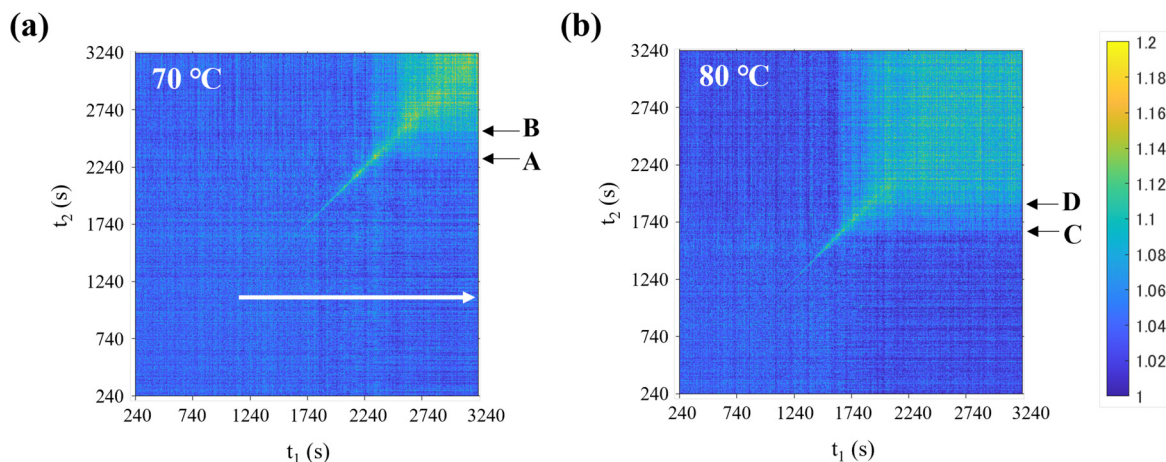 (a)
70 °C
3240
2740
2240
1740
1240
740
240
t₂ (s)
240 740 1240 1740 2240 2740 3240
t₁ (s)
B
A
(b)
80 °C
3240
2740
2240
1740
1240
740
240
t₂ (s)
240 740 1240 1740 2240 2740 3240
t₁ (s)
D
C
1.2
1.18
1.16
1.14
1.12
1.1
1.08
1.06
1.04
1.02
1